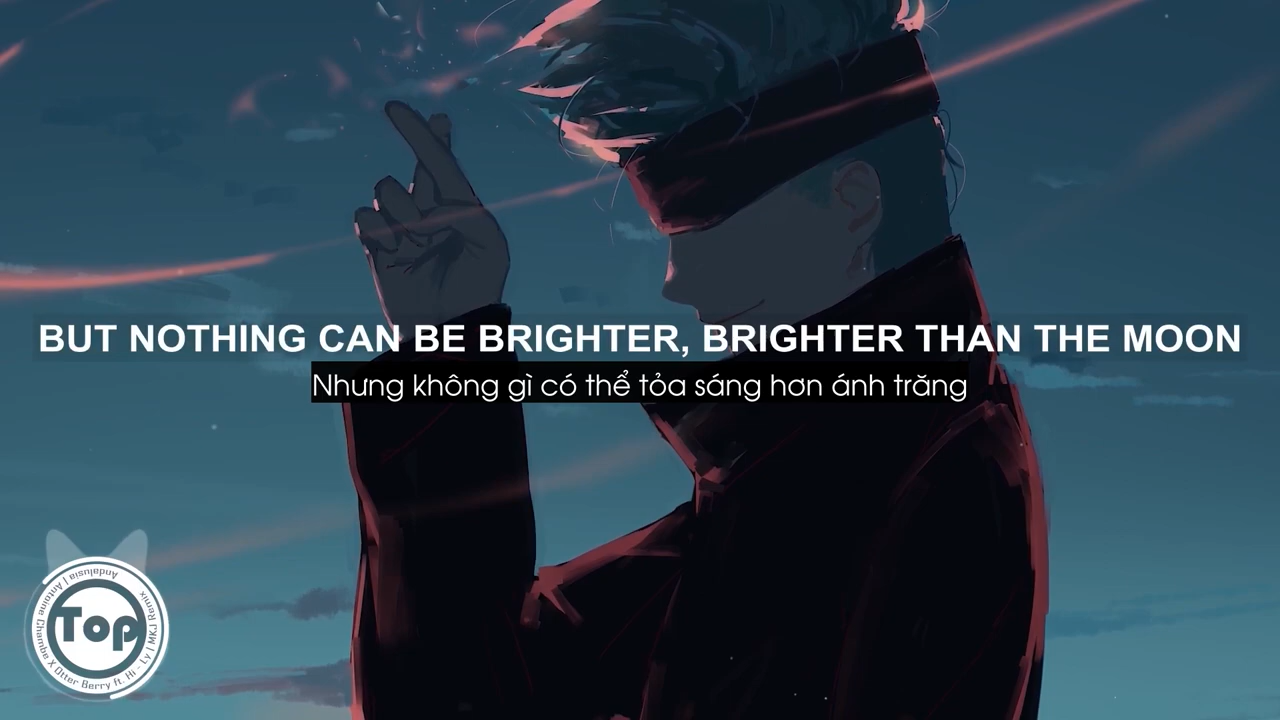 BUT NOTHING CAN BE BRIGHTER, BRIGHTER THAN THE MOON
Nhưng không gì có thể tỏa sáng hơn ánh trăng
Top
Andalusia | Antoine Chambe X Otter Berry ft. Hi - Ly | MKJ Remix